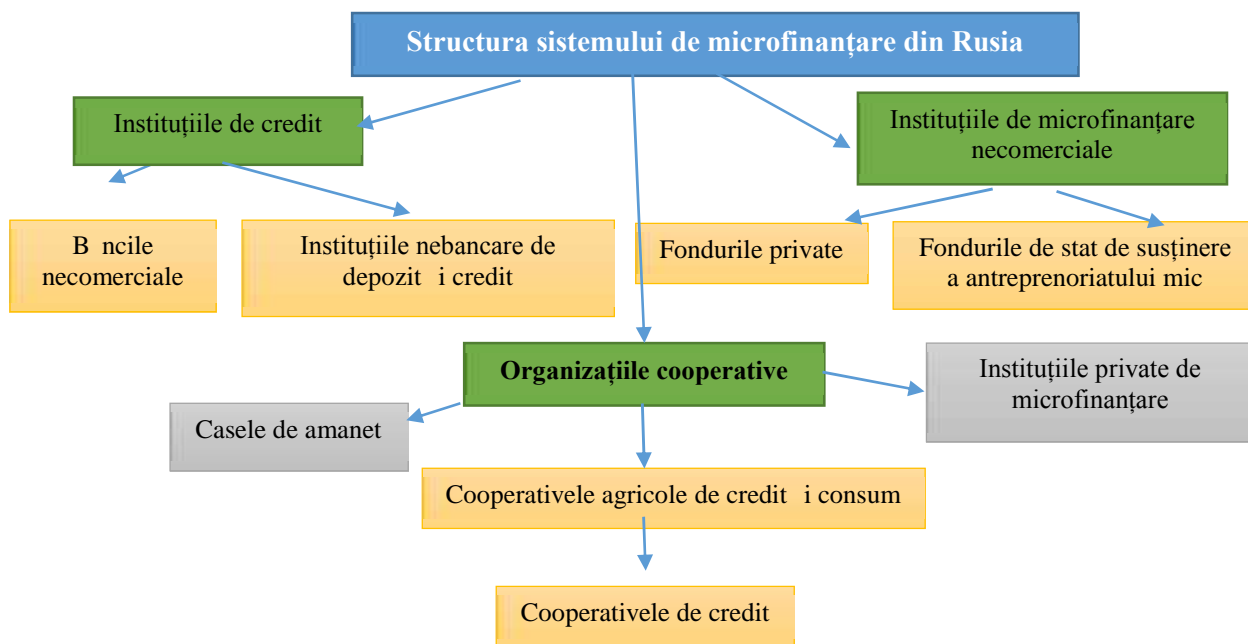 Structura sistemului de microfinanțare din Rusia
Instituțiile de credit
Instituțiile de microfinanțare
necomerciale
B ncile
necomerciale
Instituțiile nebancare de
depozit i credit
Fondurile private
Fondurile de stat de susținere
a antreprenoriatului mic
Organizațiile cooperative
Instituțiile private de
microfinanțare
Casele de amanet
Cooperativele agricole de credit i consum
Cooperativele de credit